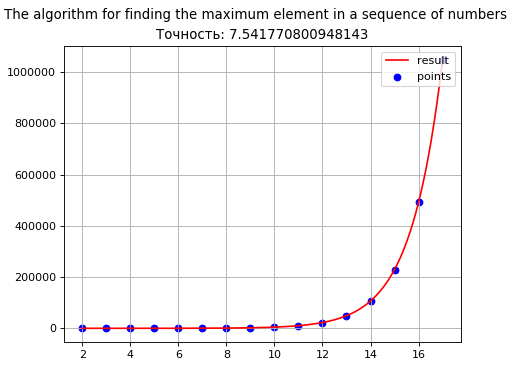 The algorithm for finding the maximum element in a sequence of numbers
Точность: 7.541770800948143
result
points
1000000
800000
600000
400000
200000
0
2 4 6 8 10 12 14 16